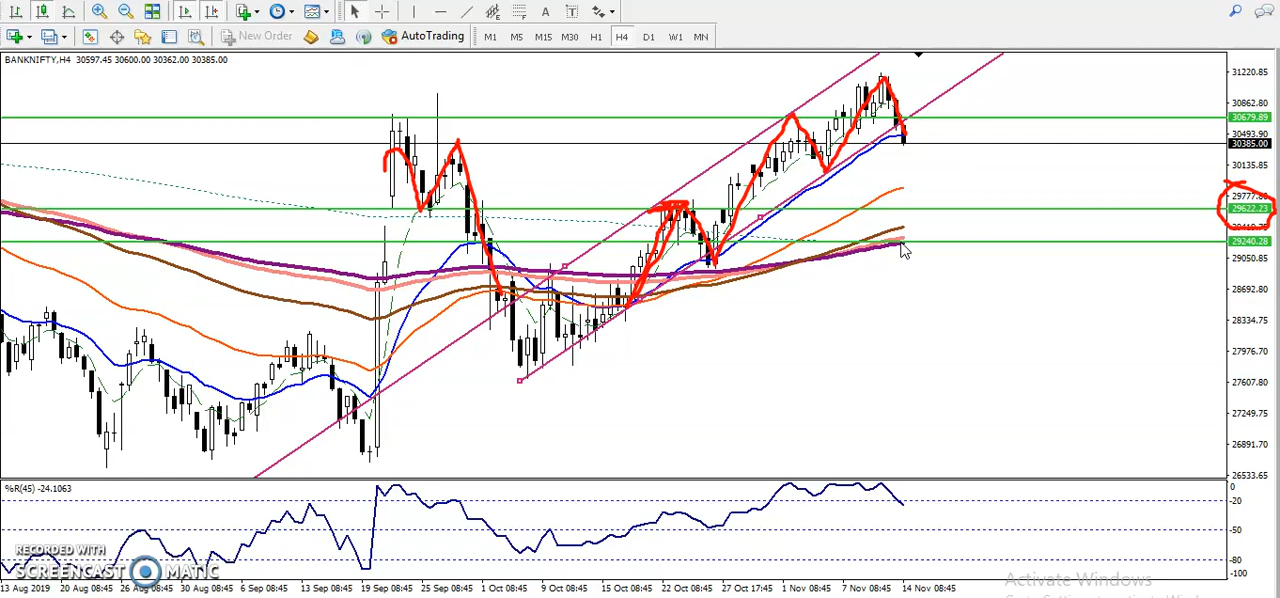 New Order
AutoTrading
M1 M5 M15 M30 H1 H4 D1 W1 MN
BANKNIFTY,H4 30597.45 30600.00 30362.00 30385.00
31220.85
30862.80
30679.89
30493.90
30385.00
30135.85
29777.80
29622.23
29240.28
29050.85
28692.80
28334.75
27976.70
27607.80
27249.75
26891.70
26533.65
%R(45) -24.1063
0
-20
-50
-80
-100
RECORDED WITH
SCREENCAST MATIC
Activate Windows
13 Aug 2019 20 Aug 08:45 26 Aug 08:45 30 Aug 08:45 6 Sep 08:45 13 Sep 08:45 19 Sep 08:45 25 Sep 08:45 1 Oct 08:45 9 Oct 08:45 15 Oct 08:45 22 Oct 08:45 27 Oct 17:45 1 Nov 08:45 7 Nov 08:45 14 Nov 08:45